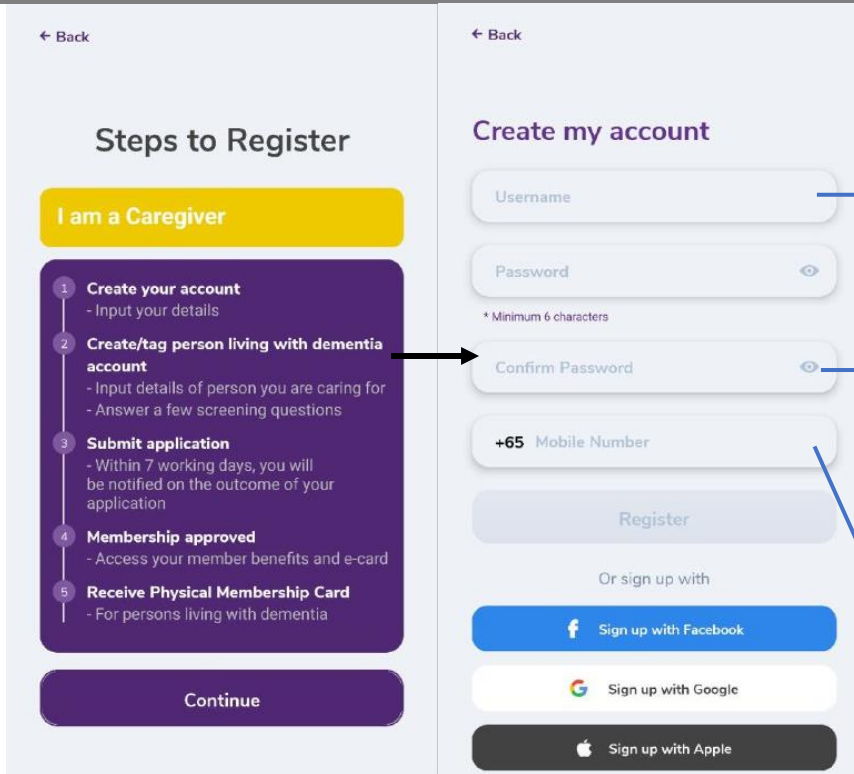 ← Back
Steps to Register
I am a Caregiver
1 Create your account
- Input your details
2 Create/tag person living with dementia
account
- Input details of person you are caring for
- Answer a few screening questions
3 Submit application
- Within 7 working days, you will
be notified on the outcome of your
application
4 Membership approved
- Access your member benefits and e-card
5 Receive Physical Membership Card
- For persons living with dementia
Continue
← Back
Create my account
Username
Password
* Minimum 6 characters
Confirm Password
+65 Mobile Number
Register
Or sign up with
Sign up with Facebook
Sign up with Google
Sign up with Apple